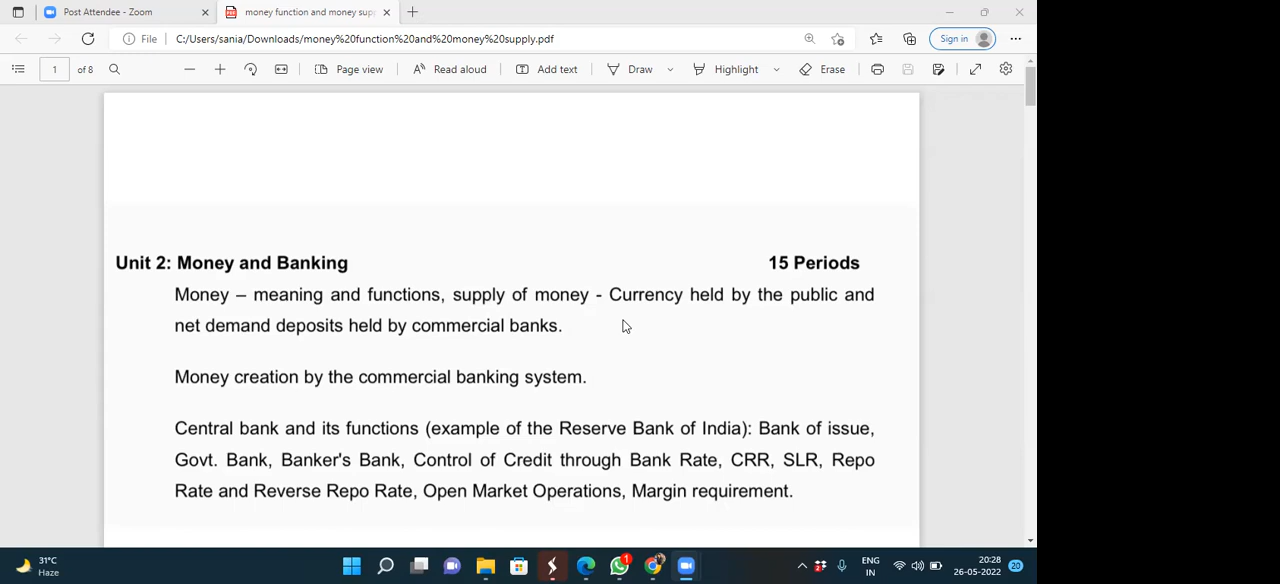 Post Attendee - Zoom
money function and money supp
File
C:/Users/sania/Downloads/money%20function%20and%20money%20supply.pdf
Sign in
1 of 8
Page view
Read aloud
Add text
Draw
Highlight
Erase
Unit 2: Money and Banking 15 Periods
Money – meaning and functions, supply of money - Currency held by the public and
net demand deposits held by commercial banks.
Money creation by the commercial banking system.
Central bank and its functions (example of the Reserve Bank of India): Bank of issue,
Govt. Bank, Banker's Bank, Control of Credit through Bank Rate, CRR, SLR, Repo
Rate and Reverse Repo Rate, Open Market Operations, Margin requirement.
31°C
Haze
1
ENG
IN
20:28
26-05-2022
20